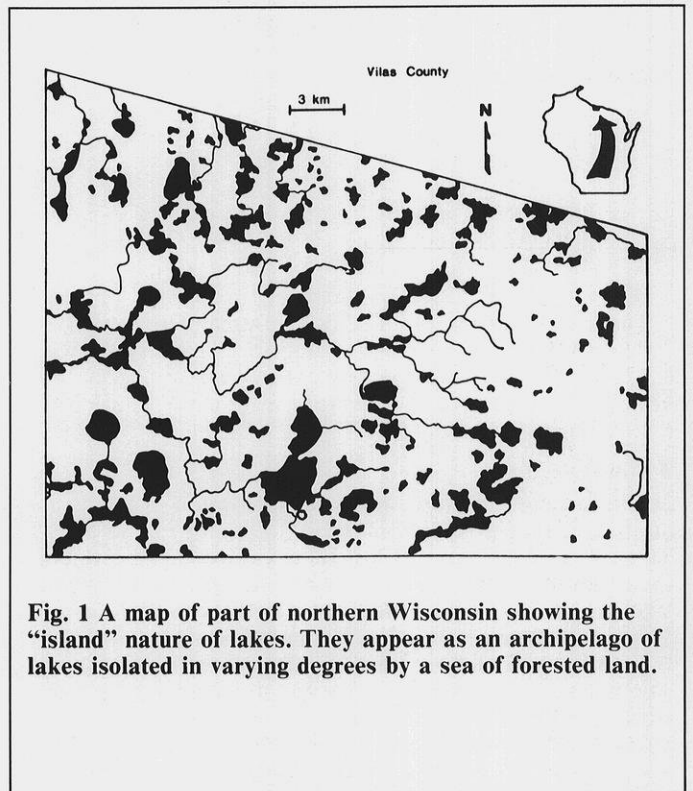 Vilas County
3 km
N
Fig. 1 A map of part of northern Wisconsin showing the
“island” nature of lakes. They appear as an archipelago of
lakes isolated in varying degrees by a sea of forested land.